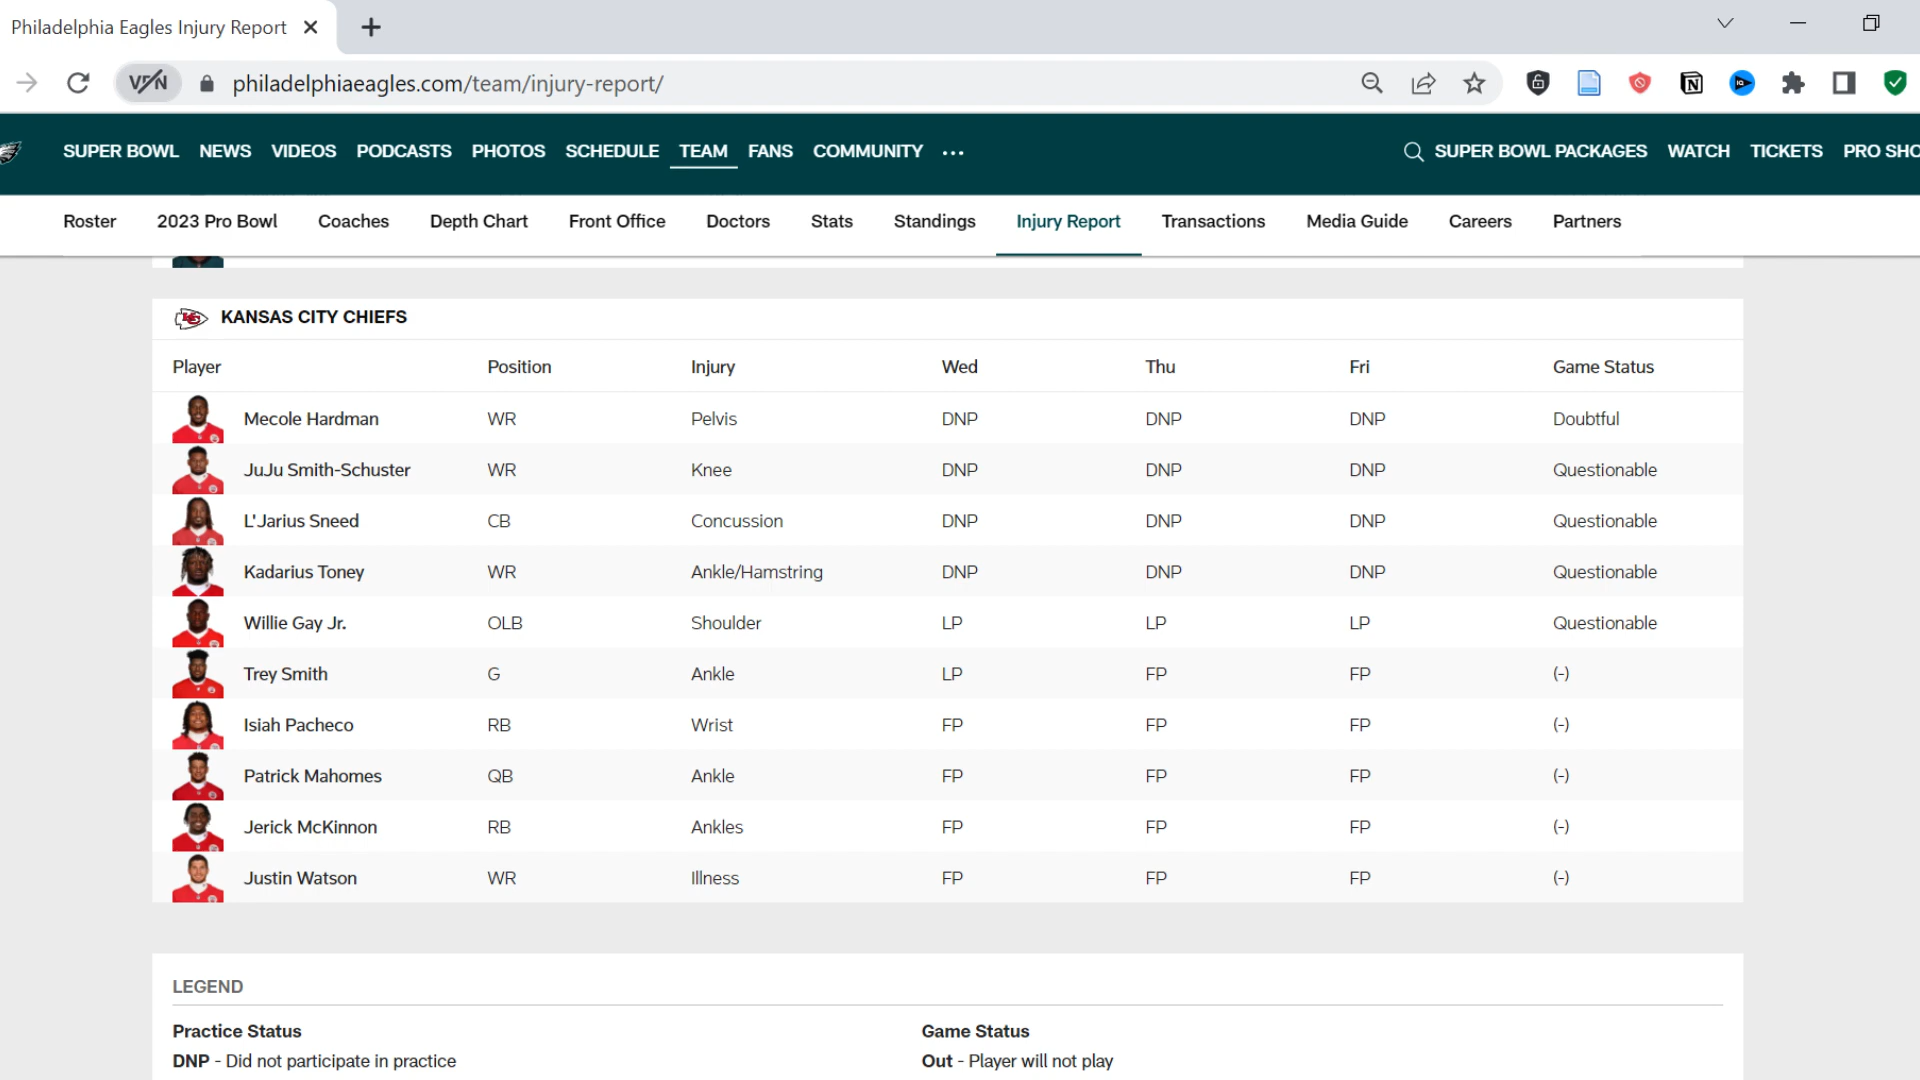 Philadelphia Eagles Injury Report
VPN philadelphiaeagles.com/team/injury-report/
SUPER BOWL NEWS VIDEOS PODCASTS PHOTOS SCHEDULE TEAM FANS COMMUNITY ... SUPER BOWL PACKAGES WATCH TICKETS PRO SHO
Roster 2023 Pro Bowl Coaches Depth Chart Front Office Doctors Stats Standings Injury Report Transactions Media Guide Careers Partners
KANSAS CITY CHIEFS
Player Position Injury Wed Thu Fri Game Status
Mecole Hardman WR Pelvis DNP DNP DNP Doubtful
JuJu Smith-Schuster WR Knee DNP DNP DNP Questionable
L'Jarius Sneed CB Concussion DNP DNP DNP Questionable
Kadarius Toney WR Ankle/Hamstring DNP DNP DNP Questionable
Willie Gay Jr. OLB Shoulder LP LP LP Questionable
Trey Smith G Ankle LP FP FP (-)
Isiah Pacheco RB Wrist FP FP FP (-)
Patrick Mahomes QB Ankle FP FP FP (-)
Jerick McKinnon RB Ankles FP FP FP (-)
Justin Watson WR Illness FP FP FP (-)
LEGEND
Practice Status Game Status
DNP - Did not participate in practice Out - Player will not play